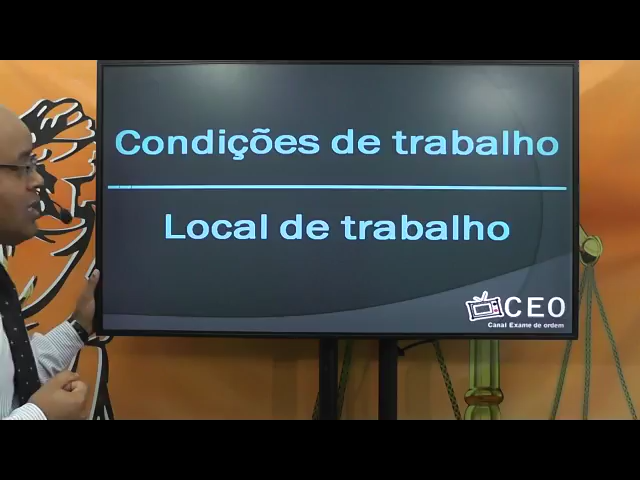 Condições de trabalho
Local de trabalho
CEO
Canal Exame de ordem